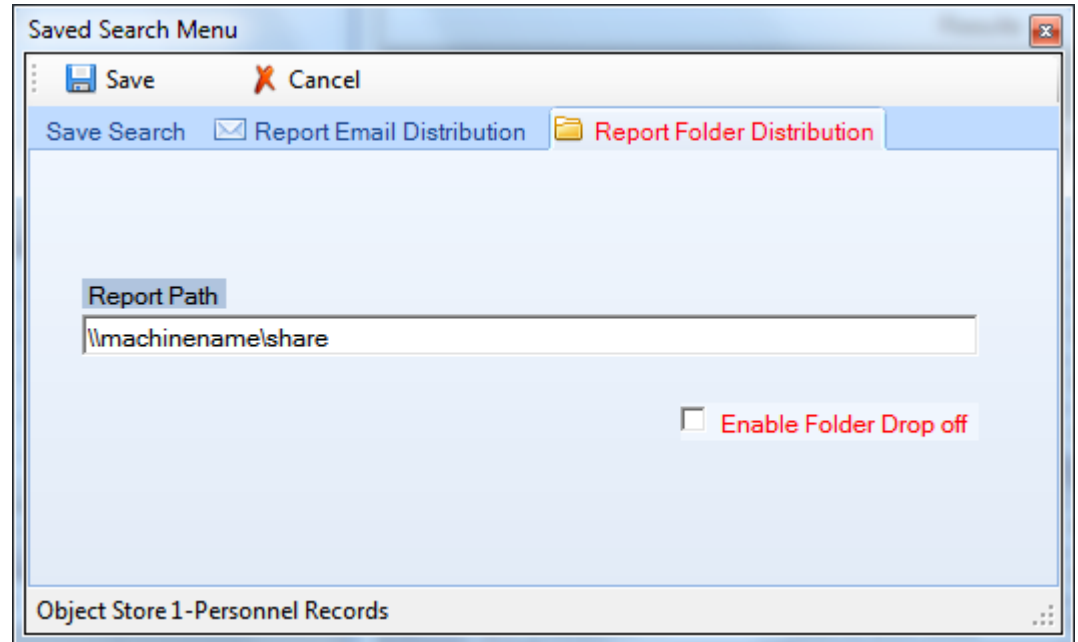 Saved Search Menu
Save Cancel
Save Search Report Email Distribution Report Folder Distribution
Report Path
\\machinename\share
Enable Folder Drop off
Object Store 1-Personnel Records